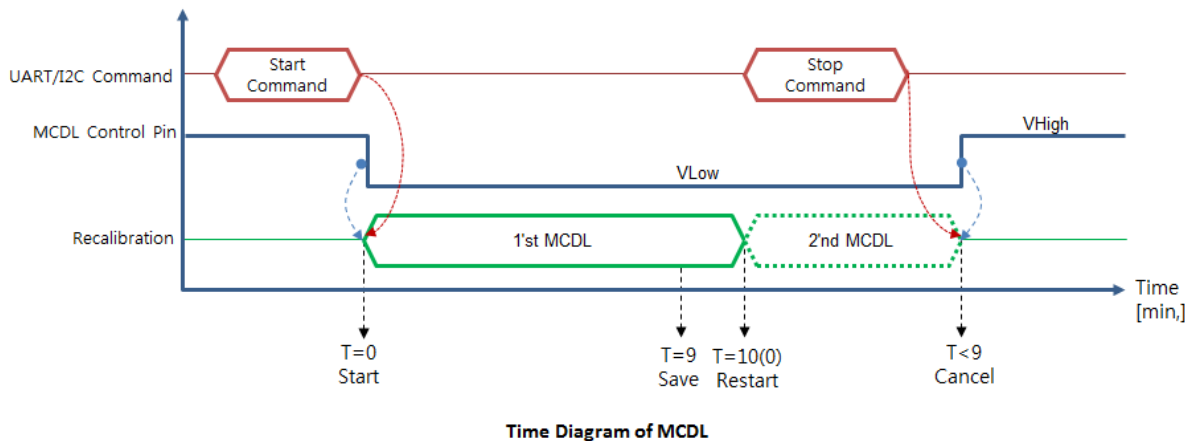 Start
Command
Stop
Command
UART/I2C Command
MCDL Control Pin
VHigh
VLow
Recalibration
1'st MCDL
2'nd MCDL
Time
[min,]
T=0
Start
T=9
Save
T=10(0)
Restart
T<9
Cancel
Time Diagram of MCDL